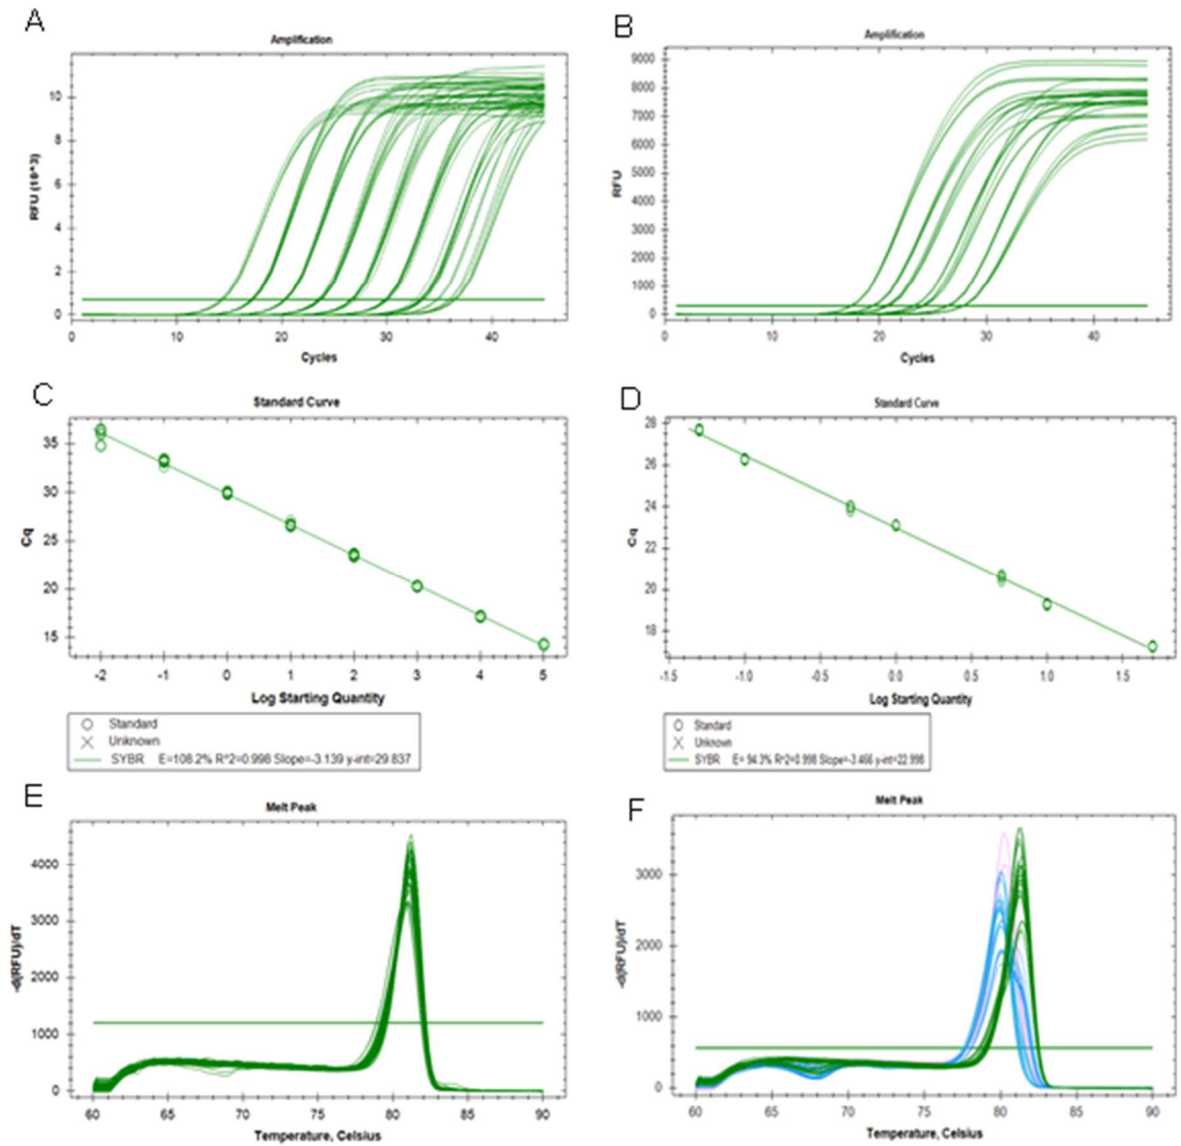 A
Amplification
RFU (10^3)
10
8
6
4
2
0
0 10 20 30 40
Cycles
B
Amplification
RFU
9000
8000
7000
6000
5000
4000
3000
2000
1000
0
0 10 20 30 40
Cycles
C
Standard Curve
Cq
35
30
25
20
15
-2 -1 0 1 2 3 4 5
Log Starting Quantity
Standard
Unknown
SYBR E=108.2% R^2=0.998 Slope=-3.139 y-int=29.837
D
Standard Curve
Cq
28
26
24
22
20
18
-1.5 -1.0 -0.5 0.0 0.5 1.0 1.5
Log Starting Quantity
Standard
Unknown
SYBR E= 94.3% R^2=0.998 Slope=-3.466 y-int=22.998
E
Melt Peak
-d(RFU)/dT
4000
3000
2000
1000
0
60 65 70 75 80 85 90
Temperature, Celsius
F
Melt Peak
-d(RFU)/dT
3000
2000
1000
0
60 65 70 75 80 85 90
Temperature, Celsius